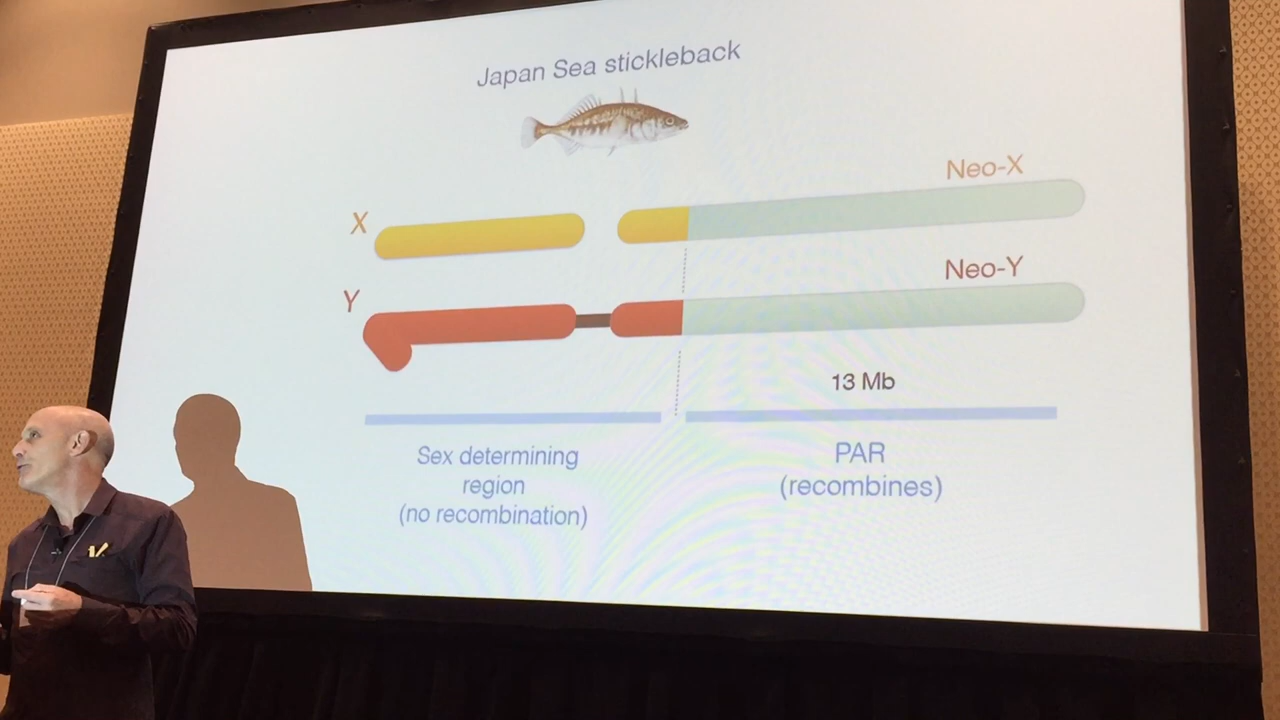 Japan Sea stickleback
Neo-X
X
Neo-Y
Y
13 Mb
Sex determining
region
(no recombination)
PAR
(recombines)